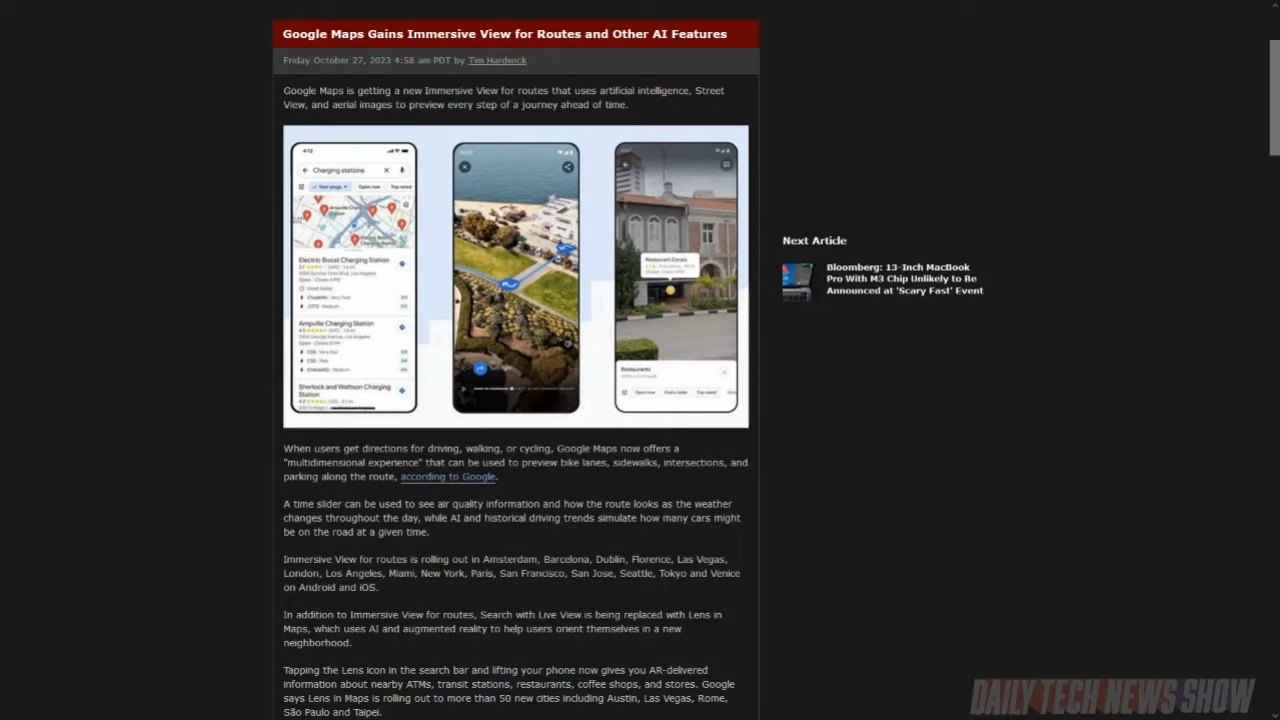 Google Maps Gains Immersive View for Routes and Other AI Features
Friday October 27, 2023 4:58 am PDT by Tim Hardwick
Google Maps is getting a new Immersive View for routes that uses artificial intelligence, Street
View, and aerial images to preview every step of a journey ahead of time.
4:12
Charging stations
Your plugs
Open now
Top rated
Electric Boost Charging Station
Ampville Charging Station
Sherlock and Wattson Charging
Station
Restaurants
Open now
Top rated
When users get directions for driving, walking, or cycling, Google Maps now offers a
"multidimensional experience" that can be used to preview bike lanes, sidewalks, intersections, and
parking along the route, according to Google.
A time slider can be used to see air quality information and how the route looks as the weather
changes throughout the day, while AI and historical driving trends simulate how many cars might
be on the road at a given time.
Immersive View for routes is rolling out in Amsterdam, Barcelona, Dublin, Florence, Las Vegas,
London, Los Angeles, Miami, New York, Paris, San Francisco, San Jose, Seattle, Tokyo and Venice
on Android and iOS.
In addition to Immersive View for routes, Search with Live View is being replaced with Lens in
Maps, which uses AI and augmented reality to help users orient themselves in a new
neighborhood.
Tapping the Lens icon in the search bar and lifting your phone now gives you AR-delivered
information about nearby ATMs, transit stations, restaurants, coffee shops, and stores. Google
says Lens in Maps is rolling out to more than 50 new cities including Austin, Las Vegas, Rome,
São Paulo and Taipei.
Next Article
Bloomberg: 13-Inch MacBook
Pro With M3 Chip Unlikely to Be
Announced at 'Scary Fast' Event
DAILY TECH NEWS SHOW